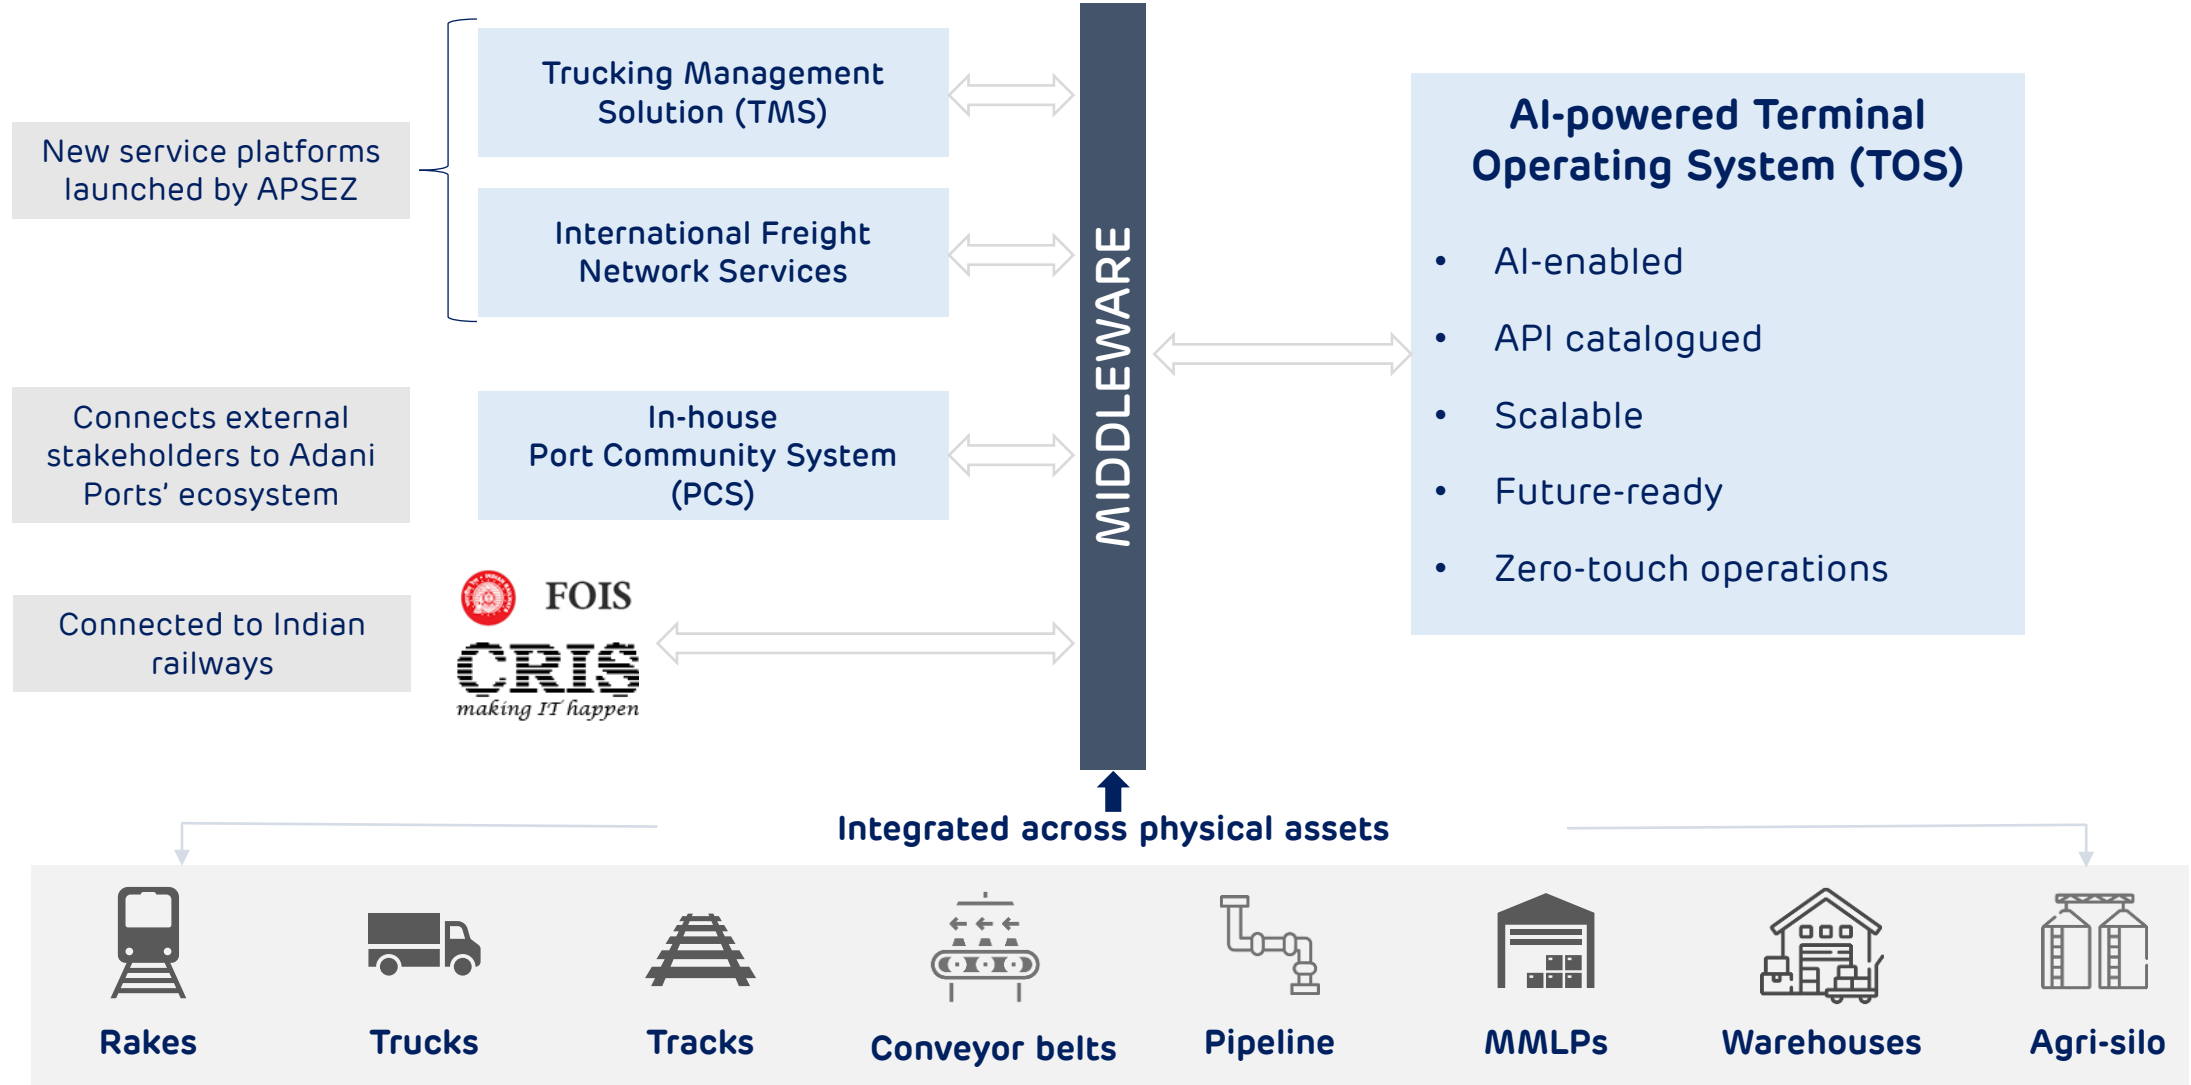 New service platforms
launched by APSEZ
Trucking Management
Solution (TMS)
International Freight
Network Services
Connects external
stakeholders to Adani
Ports’ ecosystem
In-house
Port Community System
(PCS)
Connected to Indian
railways
FOIS
CRIS
making IT happen
MIDDLEWARE
AI-powered Terminal
Operating System (TOS)
• AI-enabled
• API catalogued
• Scalable
• Future-ready
• Zero-touch operations
Integrated across physical assets
Rakes
Trucks
Tracks
Conveyor belts
Pipeline
MMLPs
Warehouses
Agri-silo